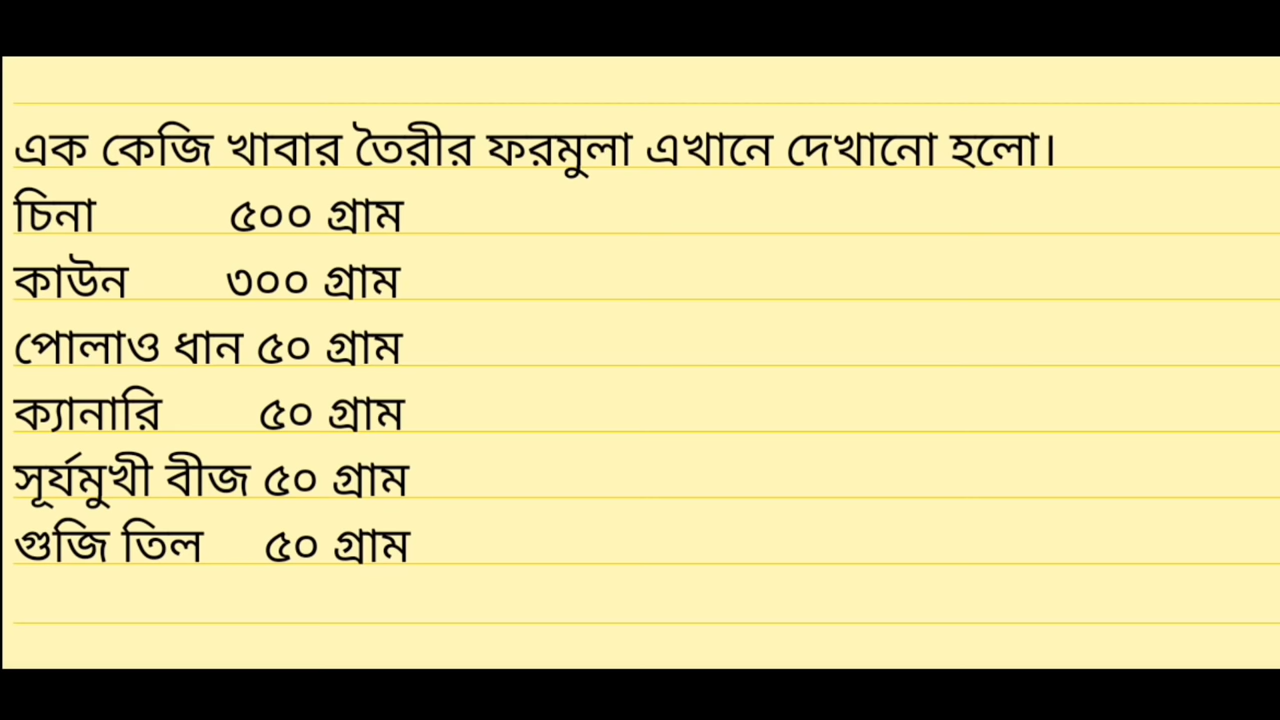 এক কেজি খাবার তৈরীর ফরমুলা এখানে দেখানো হলো।
চিনা ৫০০ গ্রাম
কাউন ৩০০ গ্রাম
পোলাও ধান ৫০ গ্রাম
ক্যানারি ৫০ গ্রাম
সূর্যমুখী বীজ ৫০ গ্রাম
গুজি তিল ৫০ গ্রাম